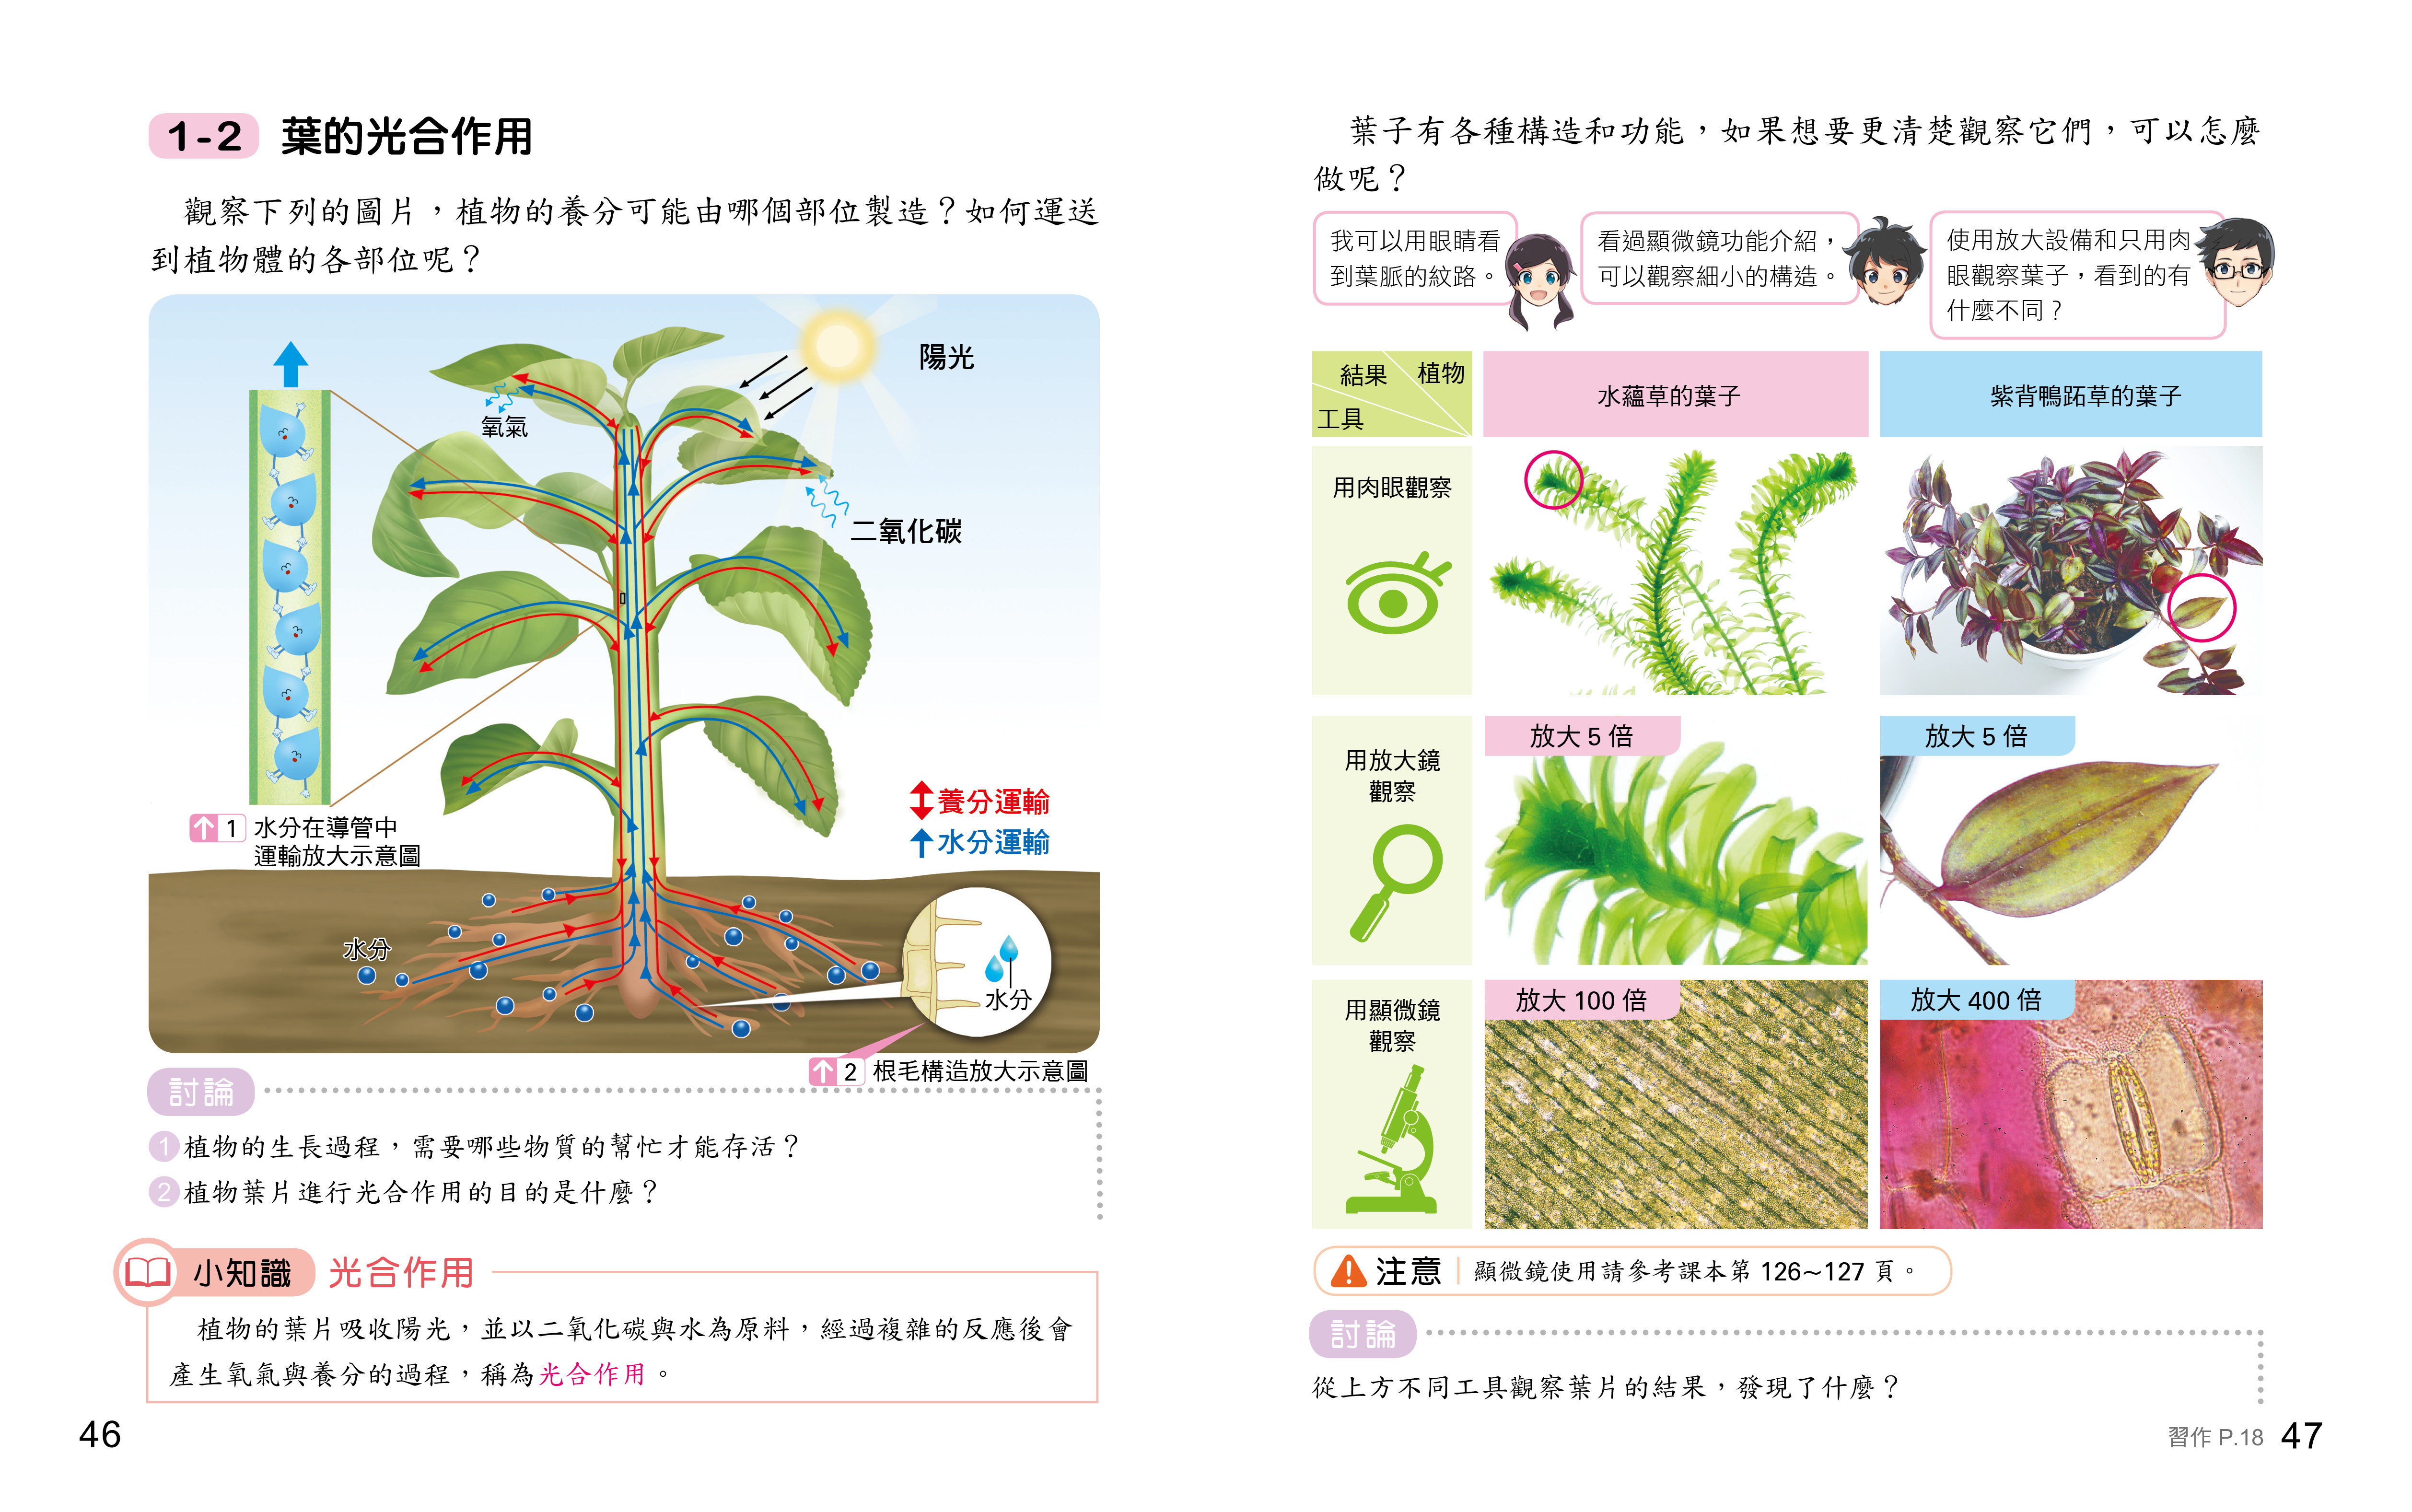 1-2 葉的光合作用
觀察下列的圖片，植物的養分可能由哪個部位製造？如何運送
到植物體的各部位呢？
陽光
氧氣
二氧化碳
養分運輸
水分運輸
1 水分在導管中
運輸放大示意圖
水分
水分
2 根毛構造放大示意圖
討論
1 植物的生長過程，需要哪些物質的幫忙才能存活？
2 植物葉片進行光合作用的目的是什麼？
小知識 光合作用
植物的葉片吸收陽光，並以二氧化碳與水為原料，經過複雜的反應後會
產生氧氣與養分的過程，稱為光合作用。
46
葉子有各種構造和功能，如果想要更清楚觀察它們，可以怎麼
做呢？
我可以用眼睛看
到葉脈的紋路。
看過顯微鏡功能介紹，
可以觀察細小的構造。
使用放大設備和只用肉
眼觀察葉子，看到的有
什麼不同？
結果 植物
工具
水蘊草的葉子
紫背鴨跖草的葉子
用肉眼觀察
用放大鏡
觀察
放大 5 倍
放大 5 倍
用顯微鏡
觀察
放大 100 倍
放大 400 倍
注意 顯微鏡使用請參考課本第 126~127 頁。
討論
從上方不同工具觀察葉片的結果，發現了什麼？
習作 P.18 47